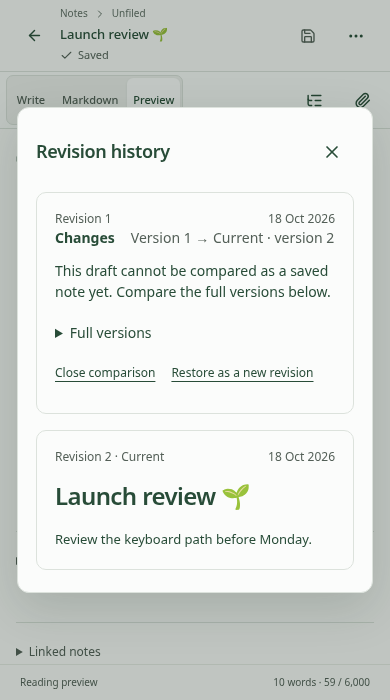 Notes > Unfiled
Launch review 🌱
✓ Saved
Write Markdown Preview
Revision history
Revision 1 18 Oct 2026
Changes Version 1 → Current · version 2
This draft cannot be compared as a saved
note yet. Compare the full versions below.
▶ Full versions
Close comparison Restore as a new revision
Revision 2 · Current 18 Oct 2026
Launch review 🌱
Review the keyboard path before Monday.
▶ Linked notes
Reading preview 10 words · 59 / 6,000